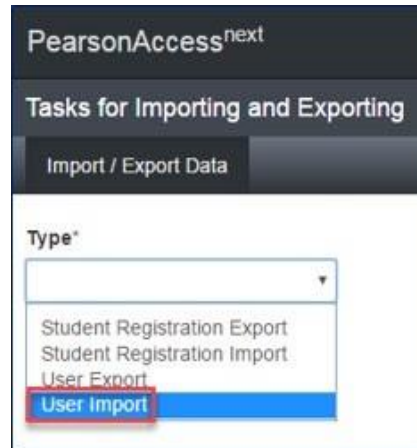 PearsonAccessnext
Tasks for Importing and Exporting
Import / Export Data
Type*
Student Registration Export
Student Registration Import
User Export
User Import